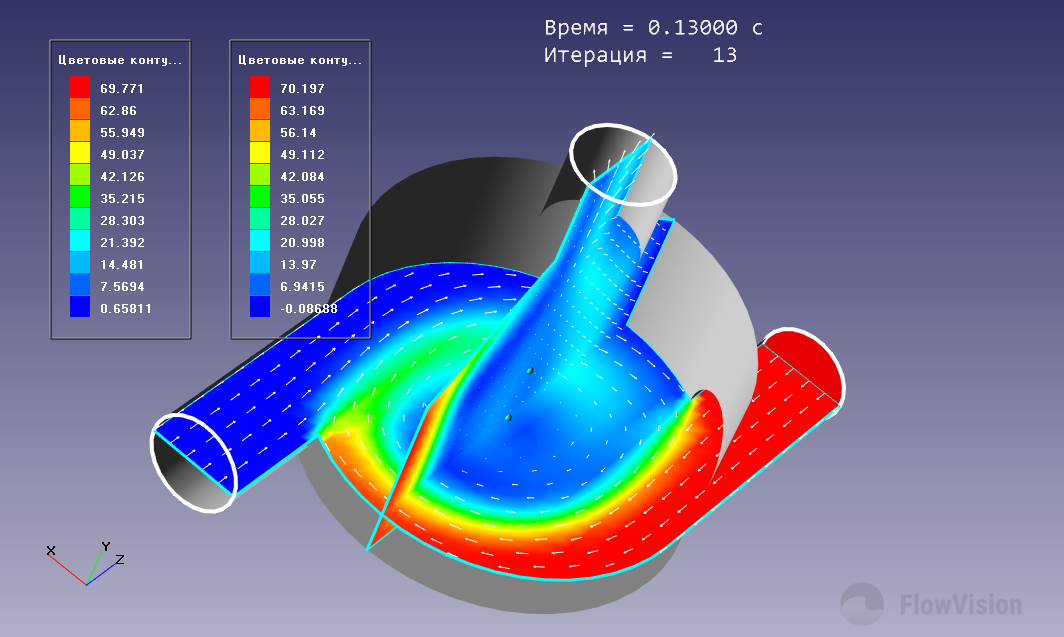 Время = 0.13000 с
Итерация = 13
Цветовые конту...
69.771
62.86
55.949
49.037
42.126
35.215
28.303
21.392
14.481
7.5694
0.65811
Цветовые конту...
70.197
63.169
56.14
49.112
42.084
35.055
28.027
20.998
13.97
6.9415
-0.08688
X
Y
Z
FlowVision